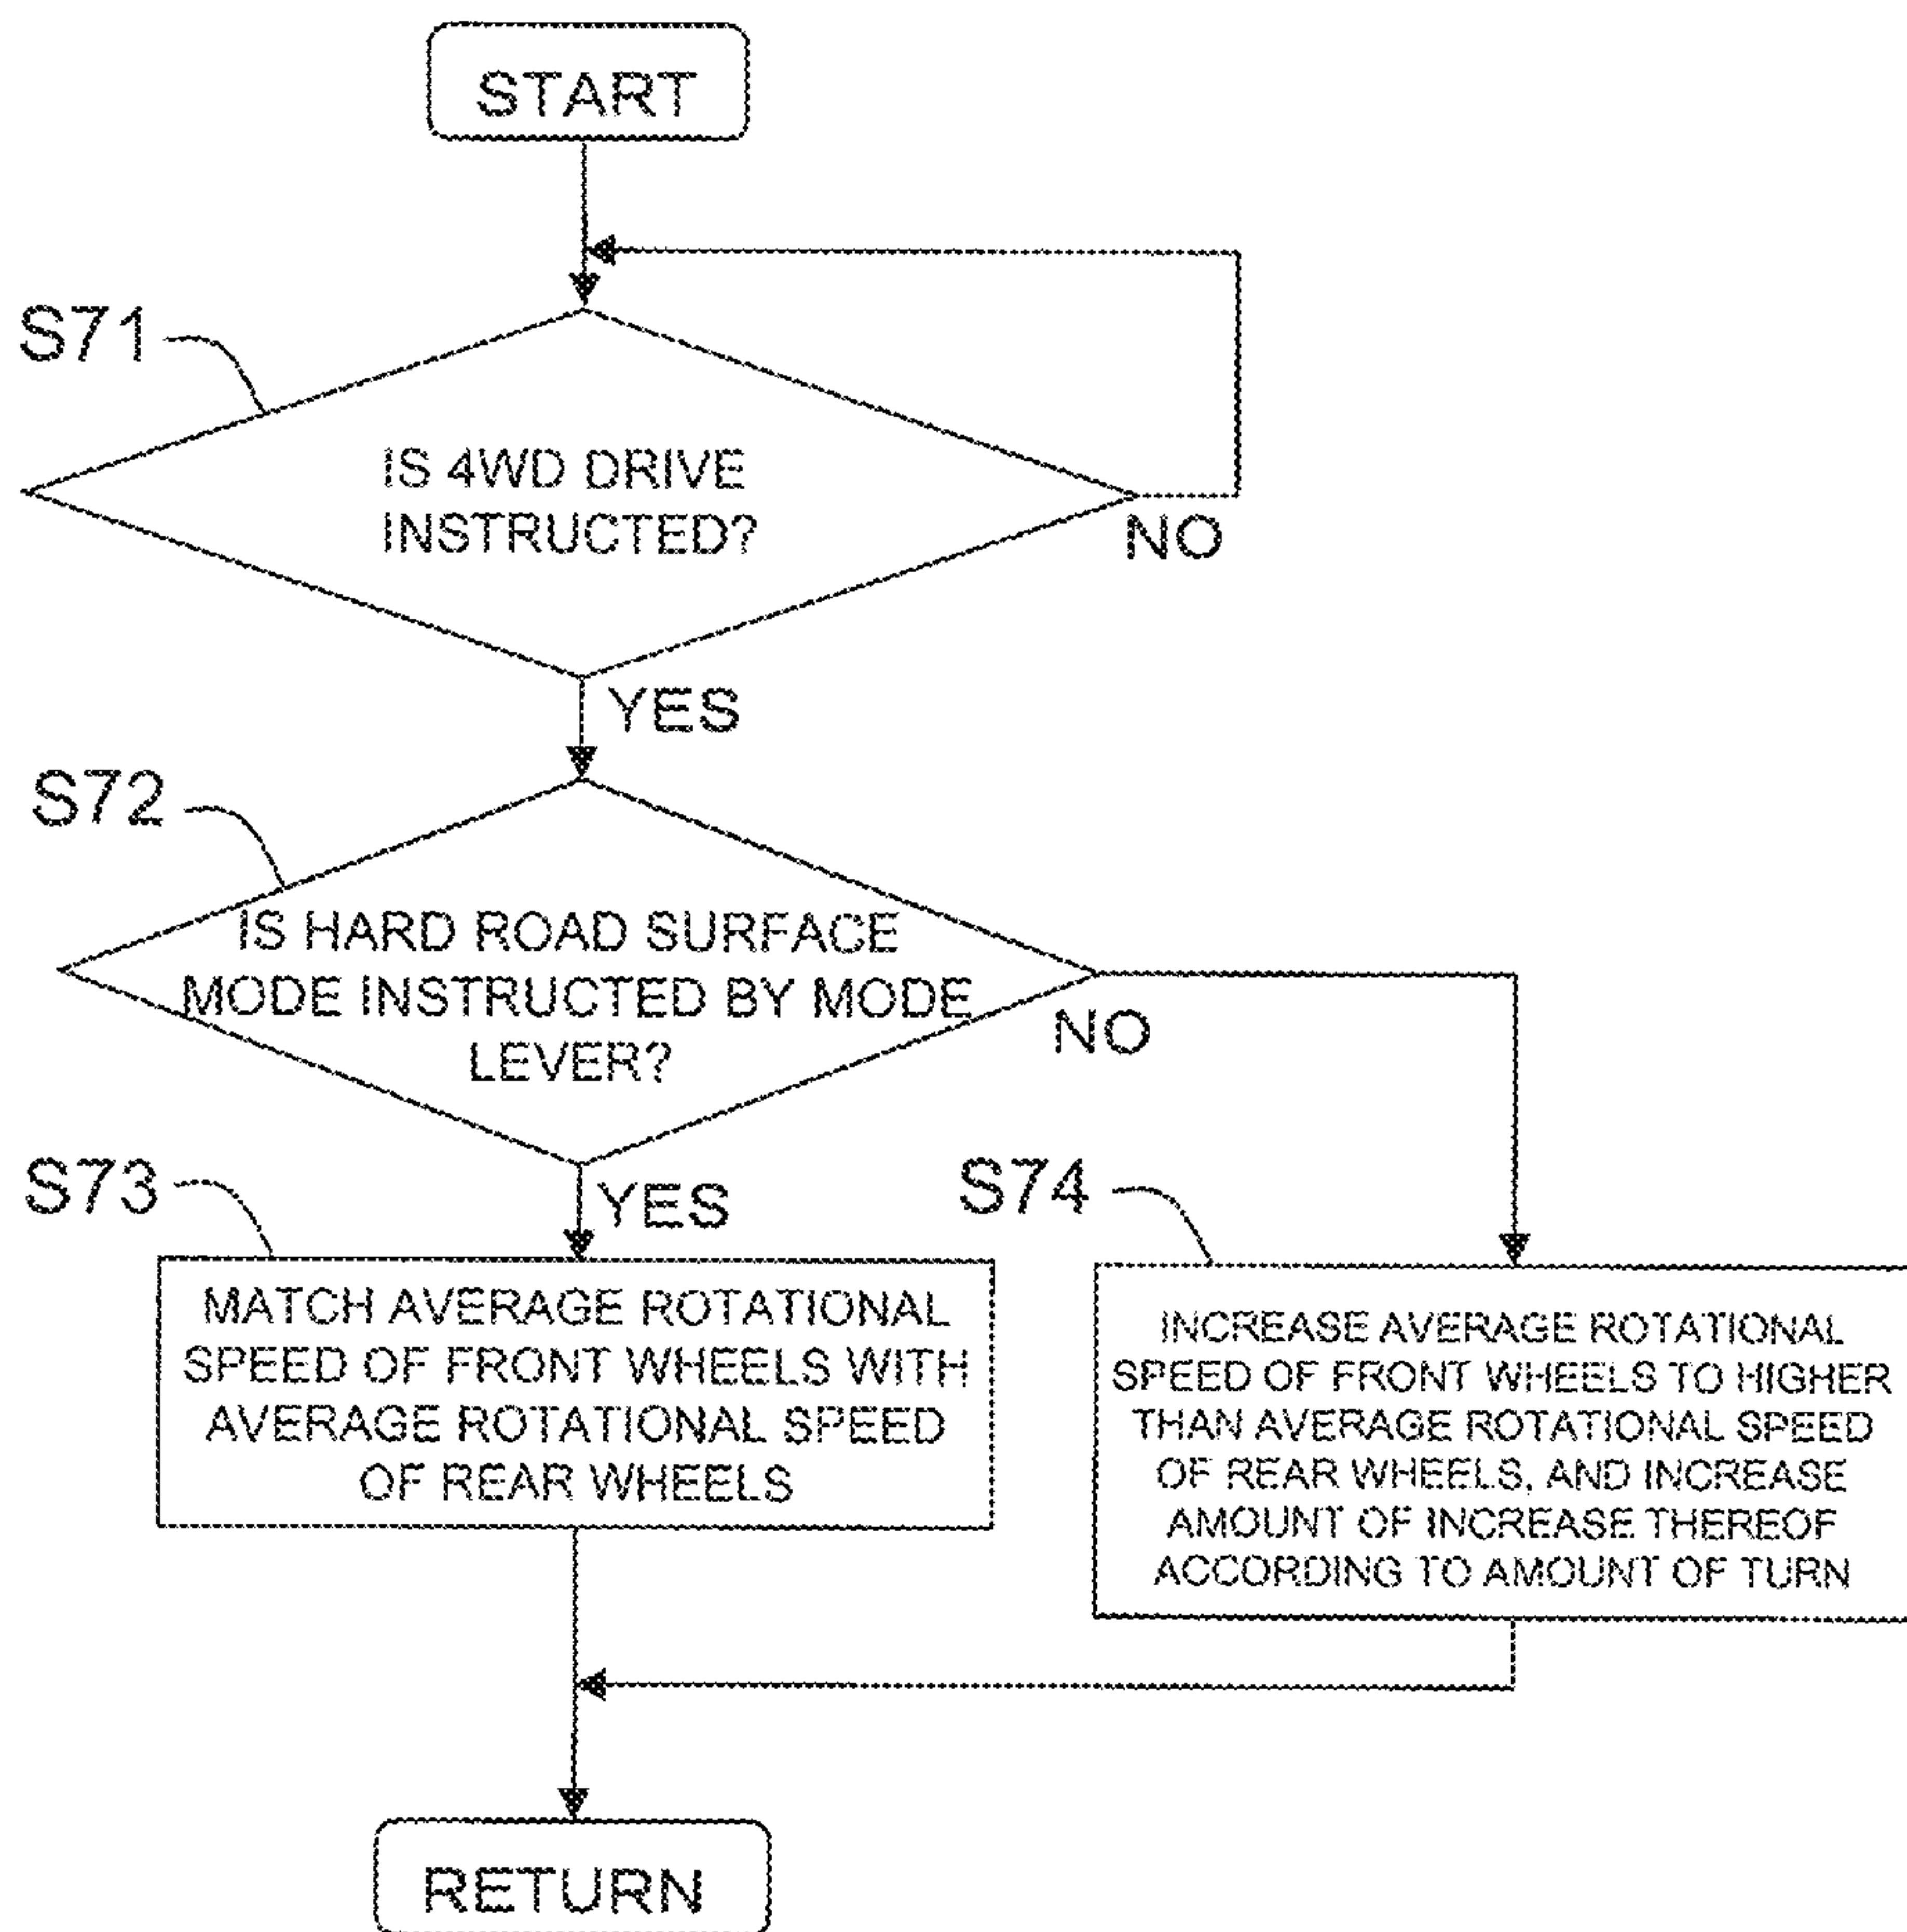 START
S71
IS 4WD DRIVE
INSTRUCTED?
NO
YES
S72
IS HARD ROAD SURFACE
MODE INSTRUCTED BY MODE
LEVER?
NO
YES
S73
MATCH AVERAGE ROTATIONAL
SPEED OF FRONT WHEELS WITH
AVERAGE ROTATIONAL SPEED
OF REAR WHEELS
S74
INCREASE AVERAGE ROTATIONAL
SPEED OF FRONT WHEELS TO HIGHER
THAN AVERAGE ROTATIONAL SPEED
OF REAR WHEELS, AND INCREASE
AMOUNT OF INCREASE THEREOF
ACCORDING TO AMOUNT OF TURN
RETURN